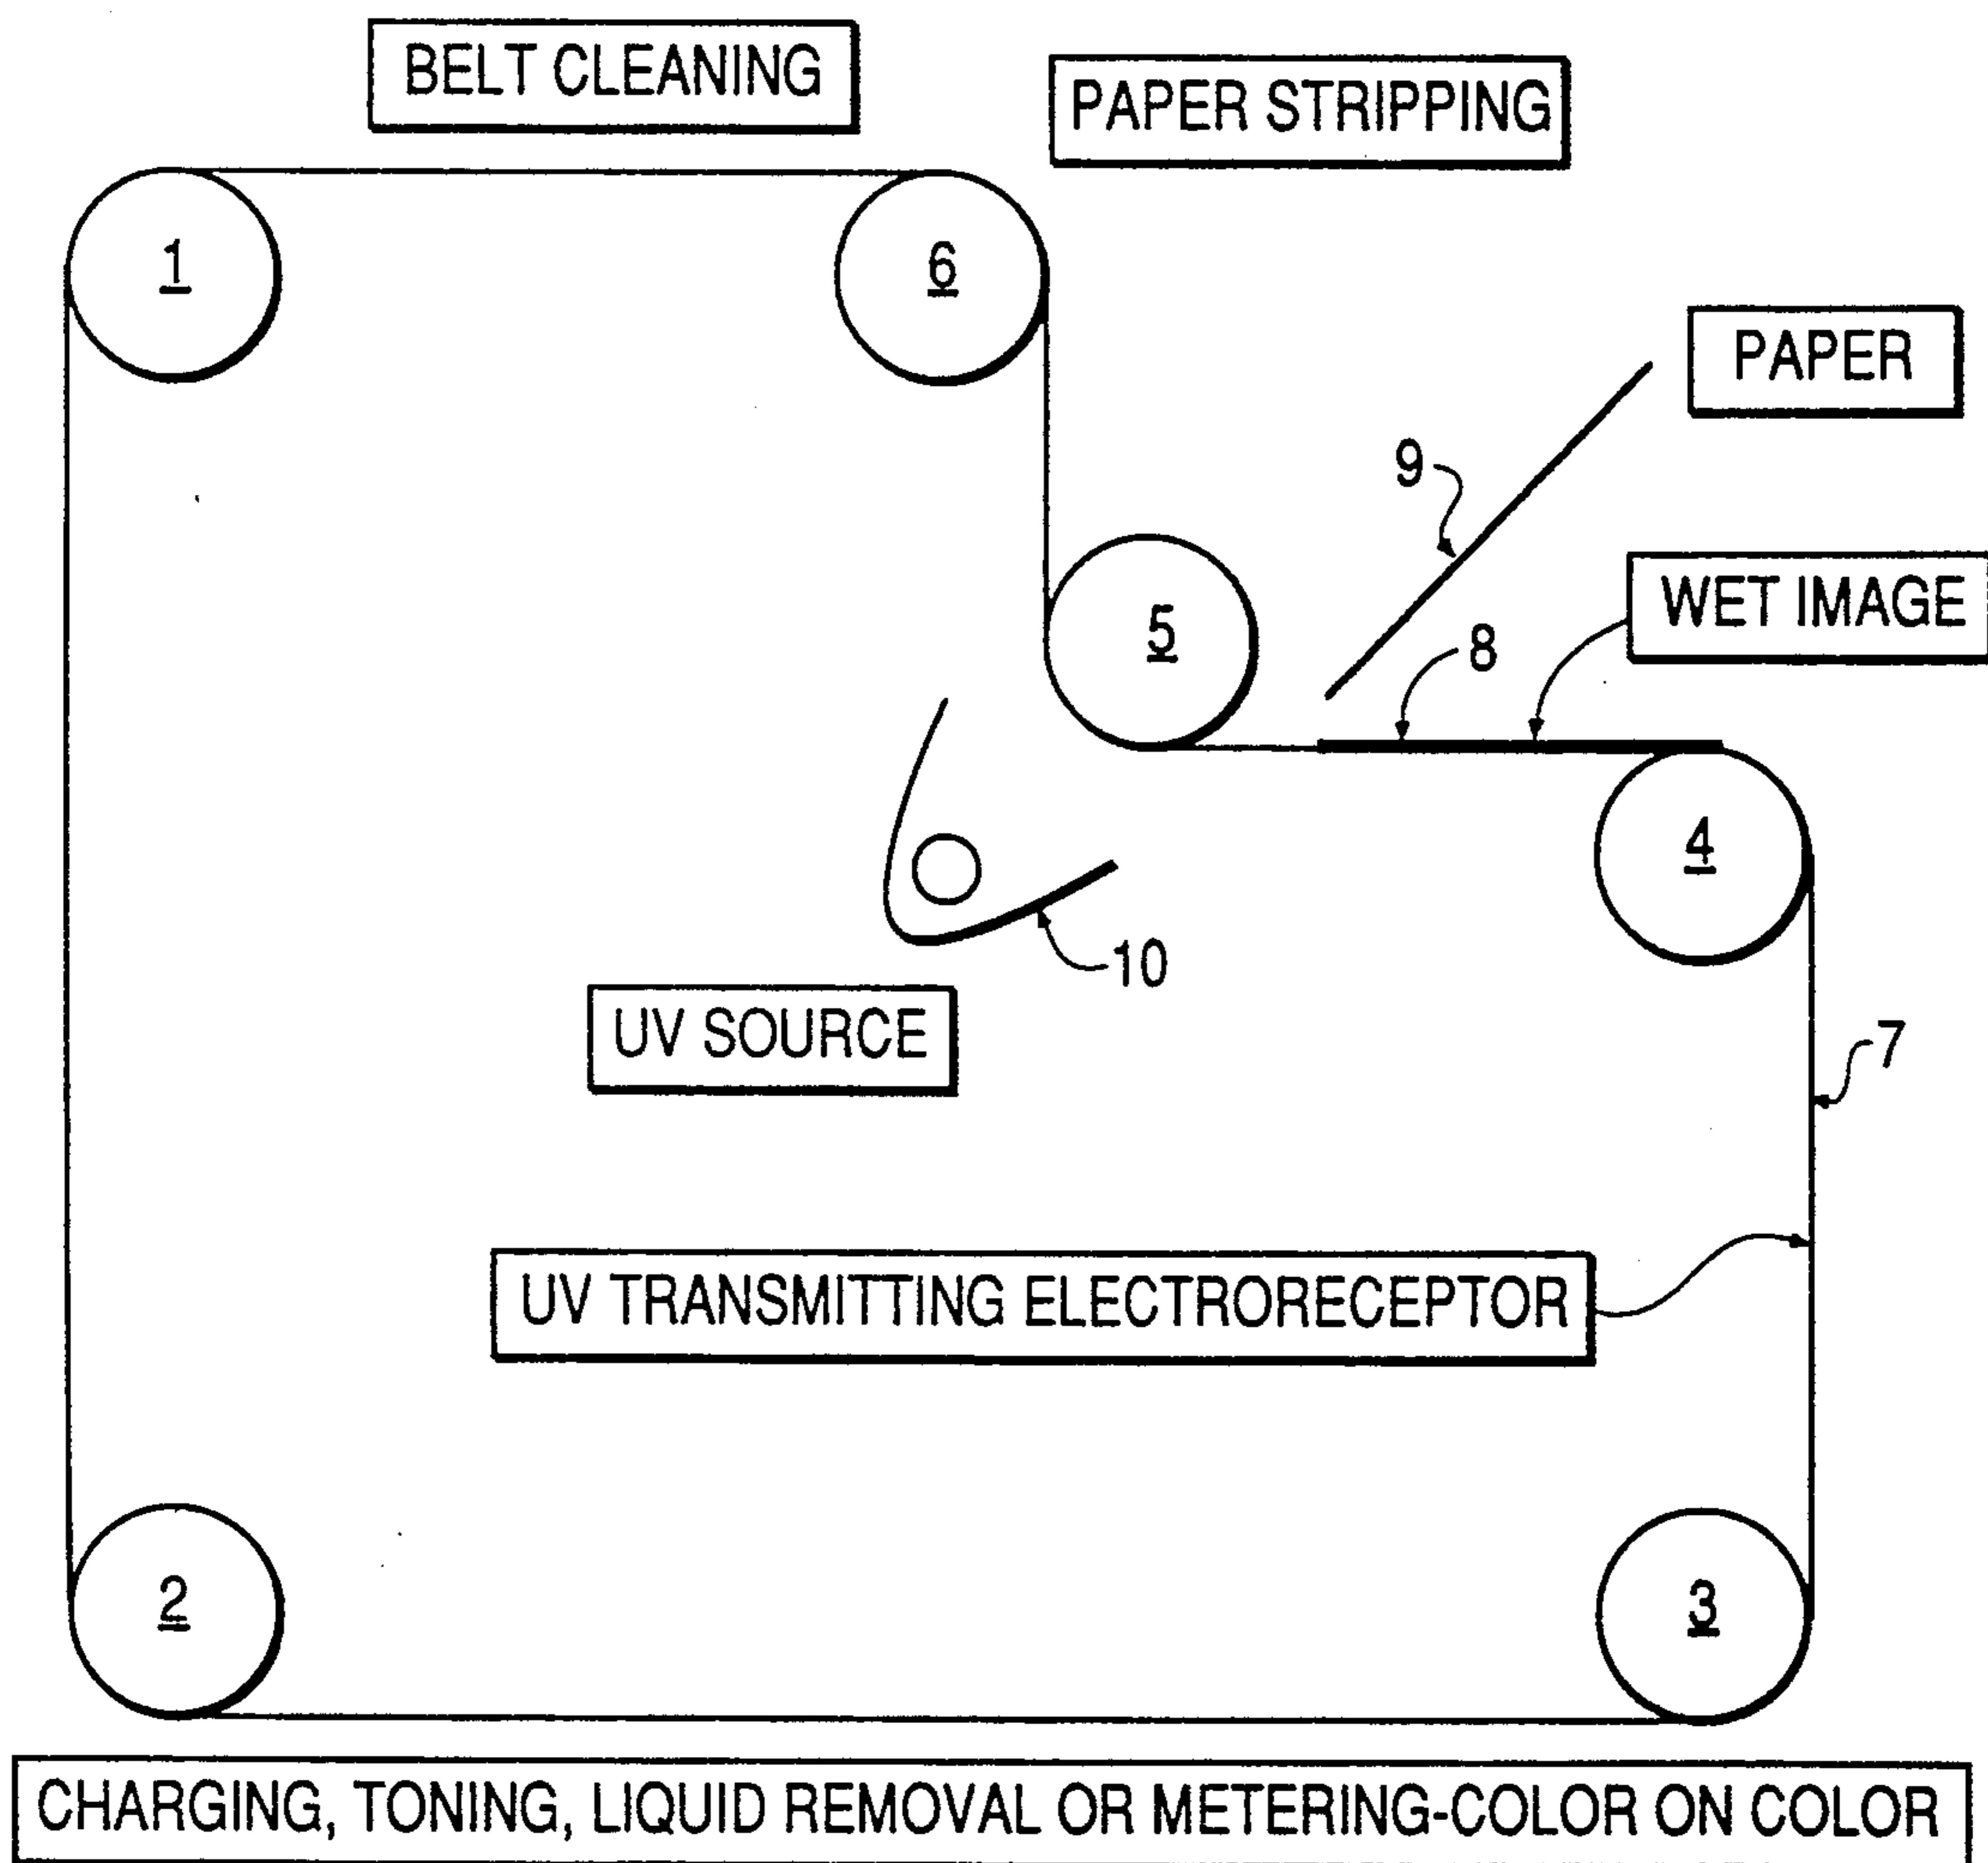 BELT CLEANING
PAPER STRIPPING
1
6
PAPER
9
5
WET IMAGE
8
4
10
UV SOURCE
7
UV TRANSMITTING ELECTRORECEPTOR
2
3
CHARGING, TONING, LIQUID REMOVAL OR METERING-COLOR ON COLOR